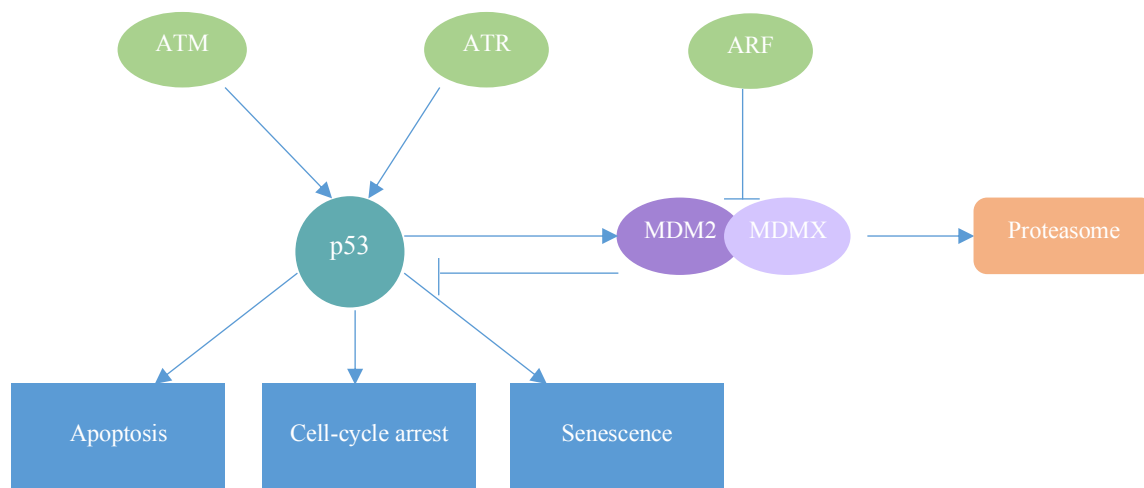 ATM
ATR
ARF
p53
MDM2
MDMX
Proteasome
Apoptosis
Cell-cycle arrest
Senescence